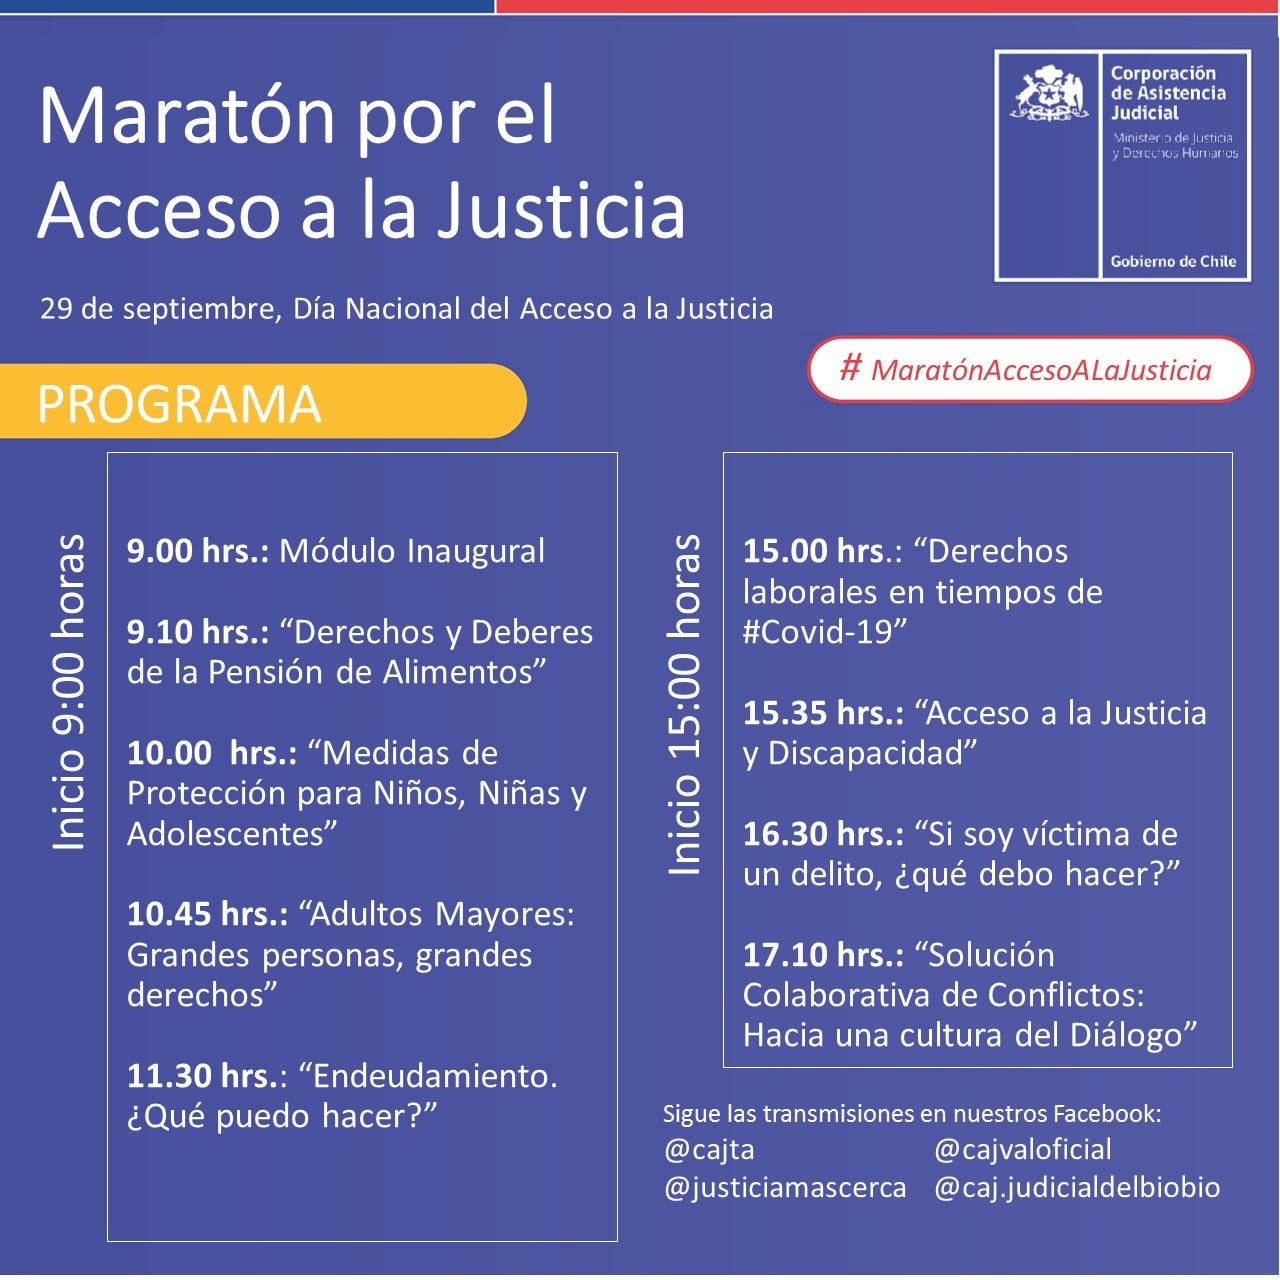 Maratón por el
Acceso a la Justicia
29 de septiembre, Día Nacional del Acceso a la Justicia
Corporación
de Asistencia
Judicial
Ministerio de Justicia
y Derechos Humanos
Gobierno de Chile
# MaratónAccesoALaJusticia
PROGRAMA
Inicio 9:00 horas
9.00 hrs.: Módulo Inaugural
9.10 hrs.: “Derechos y Deberes
de la Pensión de Alimentos”
10.00 hrs.: “Medidas de
Protección para Niños, Niñas y
Adolescentes”
10.45 hrs.: “Adultos Mayores:
Grandes personas, grandes
derechos”
11.30 hrs.: “Endeudamiento.
¿Qué puedo hacer?”
Inicio 15:00 horas
15.00 hrs.: “Derechos
laborales en tiempos de
#Covid-19”
15.35 hrs.: “Acceso a la Justicia
y Discapacidad”
16.30 hrs.: “Si soy víctima de
un delito, ¿qué debo hacer?”
17.10 hrs.: “Solución
Colaborativa de Conflictos:
Hacia una cultura del Diálogo”
Sigue las transmisiones en nuestros Facebook:
@cajta @cajvaloficial
@justiciamascerca @caj.judicialdelbiobio